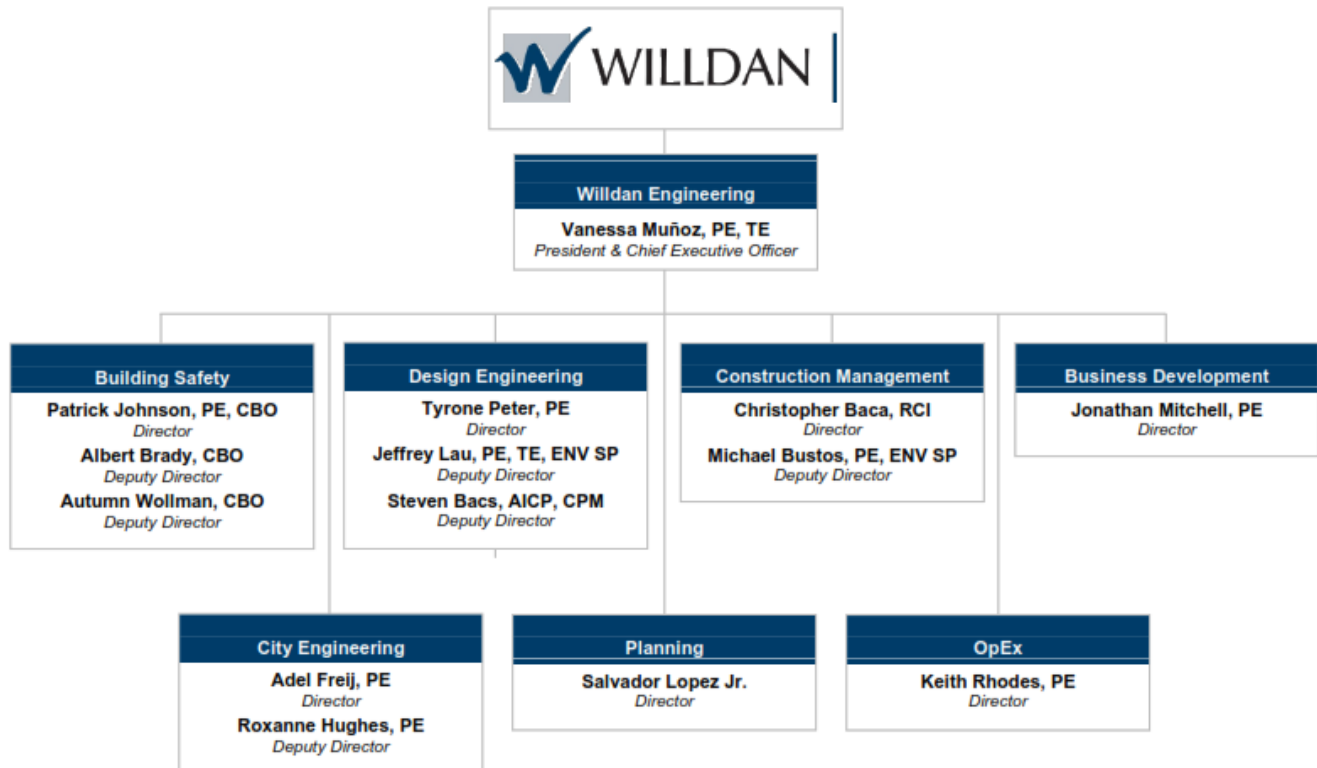 WILLDAN
Willdan Engineering
Vanessa Muñoz, PE, TE
President & Chief Executive Officer
Building Safety
Patrick Johnson, PE, CBO
Director
Albert Brady, CBO
Deputy Director
Autumn Wollman, CBO
Deputy Director
Design Engineering
Tyrone Peter, PE
Director
Jeffrey Lau, PE, TE, ENV SP
Deputy Director
Steven Bacs, AICP, CPM
Deputy Director
Construction Management
Christopher Baca, RCI
Director
Michael Bustos, PE, ENV SP
Deputy Director
Business Development
Jonathan Mitchell, PE
Director
City Engineering
Adel Freij, PE
Director
Roxanne Hughes, PE
Deputy Director
Planning
Salvador Lopez Jr.
Director
OpEx
Keith Rhodes, PE
Director